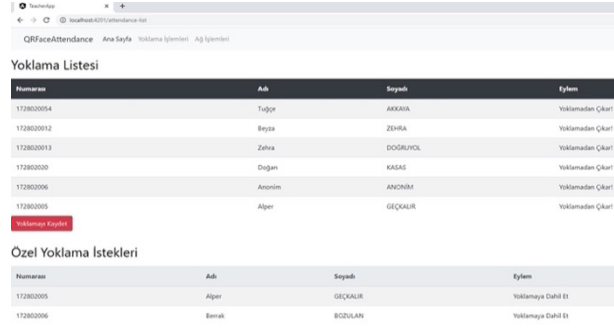 TeacherApp
localhost:4201/attendance-list
QRFaceAttendance Ana Sayfa Yoklama İşlemleri Ağ İşlemleri
Yoklama Listesi
Numarası Adı Soyadı Eylem
1728020054 Tuğçe AKKAYA Yoklamadan Çıkar!
1728020012 Beyza ZEHRA Yoklamadan Çıkar!
1728020013 Zehra DOĞRUYOL Yoklamadan Çıkar!
172802020 Doğan KASAS Yoklamadan Çıkar!
172802006 Anonim ANONİM Yoklamadan Çıkar!
172802005 Alper GEÇKALIR Yoklamadan Çıkar!
Yoklamayı Kaydet
Özel Yoklama İstekleri
Numarası Adı Soyadı Eylem
172802005 Alper GEÇKALIR Yoklamaya Dahil Et
172802006 Berrak BOZULAN Yoklamaya Dahil Et